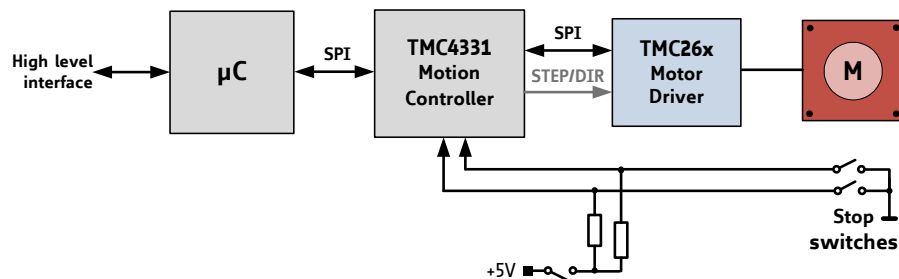 High level
interface
µC
SPI
TMC4331
Motion
Controller
SPI
STEP/DIR
TMC26x
Motor
Driver
M
Stop
switches
+5V